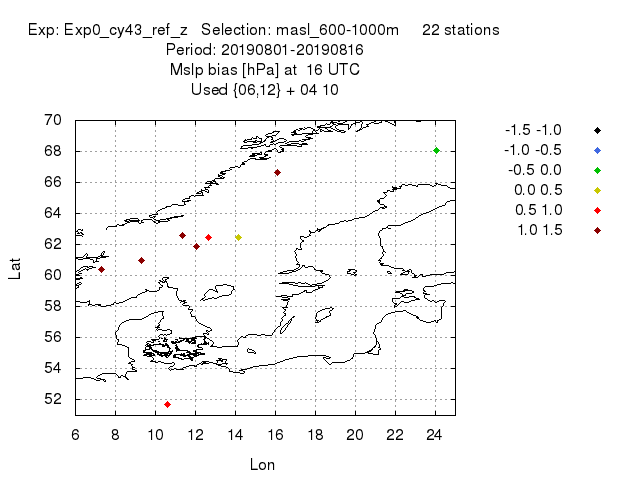 Exp: Exp0_cy43_ref_z   Selection: masl_600-1000m     22 stations
Period: 20190801-20190816
Mslp bias [hPa] at  16 UTC
Used {06,12} + 04 10
70
68
66
64
62
60
58
56
54
52
Lat
6 8 10 12 14 16 18 20 22 24
Lon
-1.5 -1.0
-1.0 -0.5
-0.5 0.0
0.0 0.5
0.5 1.0
1.0 1.5